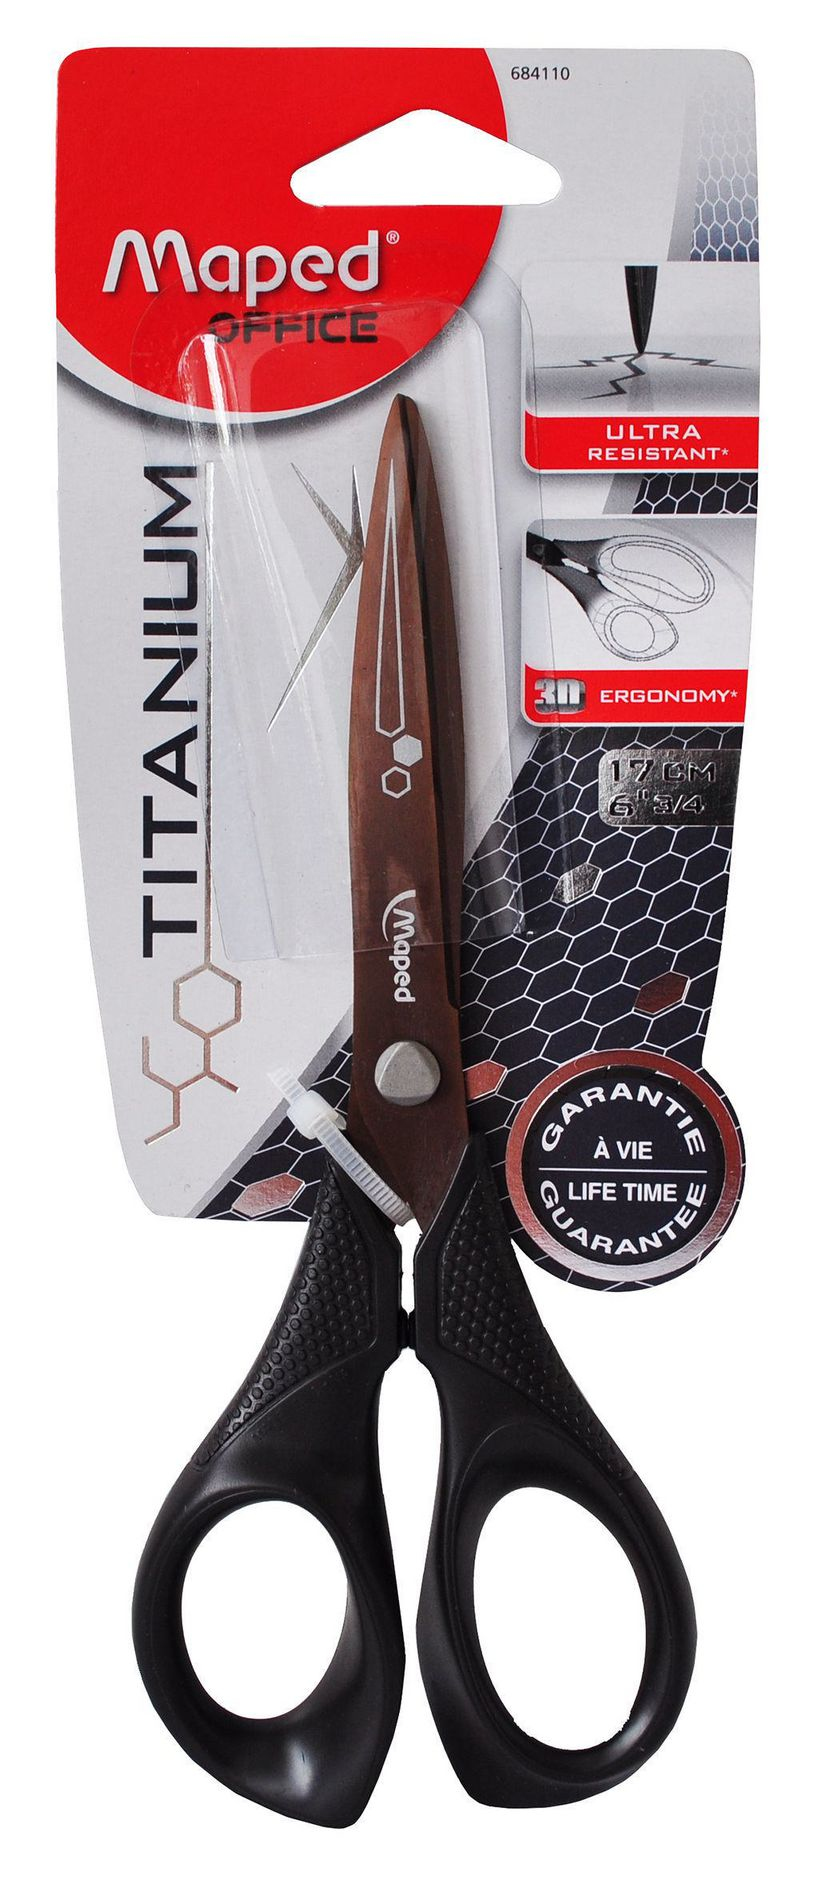 684110
Maped®
OFFICE
ULTRA
RESISTANT*
TITANIUM
3D ERGONOMY*
17 CM
6" 3/4
Maped
GARANTIE
À VIE
LIFE TIME
GUARANTEE